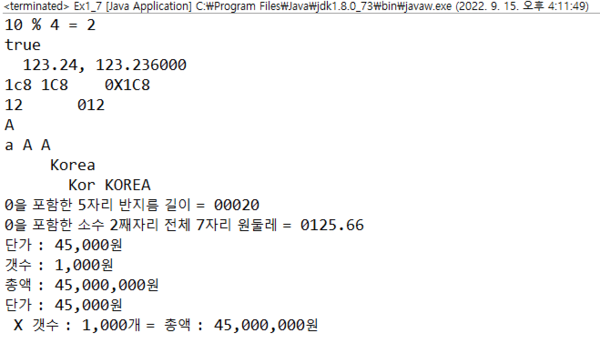 <terminated> Ex1_7 [Java Application] C:₩Program Files₩Java₩jdk1.8.0_73₩bin₩javaw.exe (2022. 9. 15. 오후 4:11:49)
10 % 4 = 2
true
  123.24, 123.236000
1c8 1C8    0X1C8
12      012
A
a A A
     Korea
       Kor KOREA
0을 포함한 5자리 반지름 길이 = 00020
0을 포함한 소수 2째자리 전체 7자리 원둘레 = 0125.66
단가 : 45,000원
갯수 : 1,000원
총액 : 45,000,000원
단가 : 45,000원
 X 갯수 : 1,000개 = 총액 : 45,000,000원